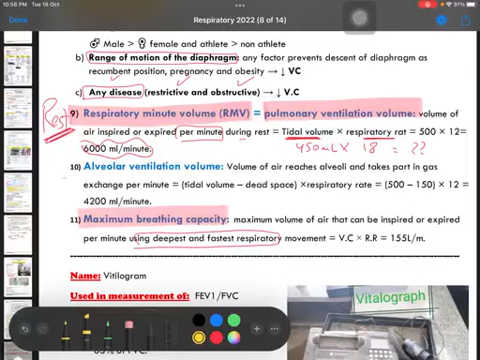 10:56 PM Tue 18 Oct
91%
Respiratory 2022 (8 of 14)
Male > female and athlete > non athlete
b) Range of motion of the diaphragm: any factor prevents descent of diaphragm as
recumbent position, pregnancy and obesity → ↓ VC
c) Any disease (restrictive and obstructive) → ↓ V.C
Rest
9) Respiratory minute volume (RMV) = pulmonary ventilation volume: volume of
air inspired or expired per minute during rest = Tidal volume × respiratory rat = 500 × 12=
6000 ml/minute.
450mL × 18 = ??
10) Alveolar ventilation volume: Volume of air reaches alveoli and takes part in gas
exchange per minute = (tidal volume – dead space) ×respiratory rate = (500 – 150) × 12 =
4200 ml/minute.
11) Maximum breathing capacity: maximum volume of air that can be inspired or expired
per minute using deepest and fastest respiratory movement = V.C × R.R = 155L/m.
Name: Vitilogram
Used in measurement of: FEV1/FVC
Vitalograph